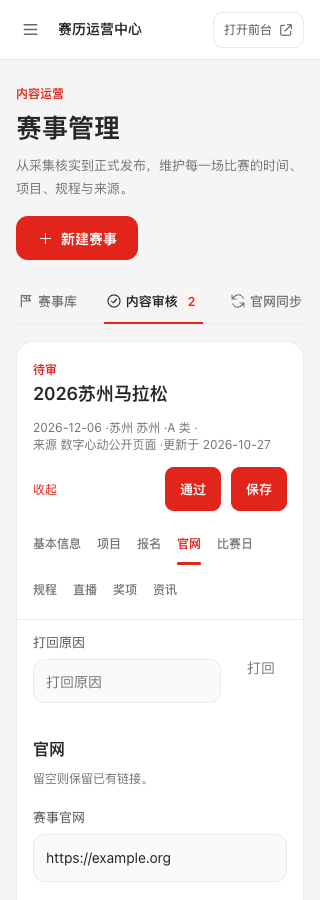 赛历运营中心
打开前台
内容运营
赛事管理
从采集核实到正式发布，维护每一场比赛的时间、
项目、规程与来源。
新建赛事
赛事库
内容审核 2
官网同步
待审
2026苏州马拉松
2026-12-06 ·苏州 苏州 ·A 类 ·
来源 数字心动公开页面 ·更新于 2026-10-27
收起
通过
保存
基本信息 项目 报名 官网 比赛日
规程 直播 奖项 资讯
打回原因
打回原因
打回
官网
留空则保留已有链接。
赛事官网
https://example.org